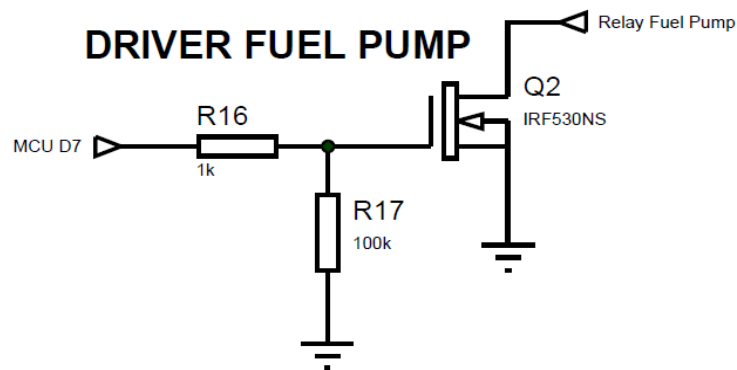 Relay Fuel Pump
DRIVER FUEL PUMP
Q2
IRF530NS
R16
MCU D7
1k
R17
100k